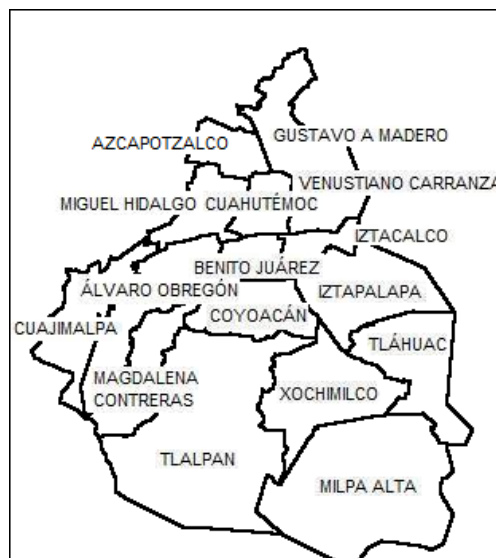 GUSTAVO A MADERO
AZCAPOTZALCO
VENUSTIANO CARRANZA
MIGUEL HIDALGO
CUAHUTÉMOC
IZTACALCO
BENITO JUÁREZ
ÁLVARO OBREGÓN
IZTAPALAPA
COYOACÁN
CUAJIMALPA
TLÁHUAC
MAGDALENA
CONTRERAS
XOCHIMILCO
TLALPAN
MILPA ALTA